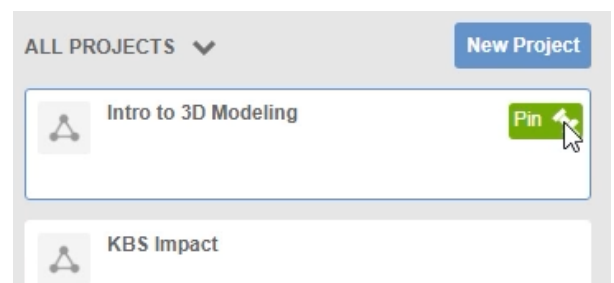 ALL PROJECTS
New Project
Intro to 3D Modeling
Pin
KBS Impact